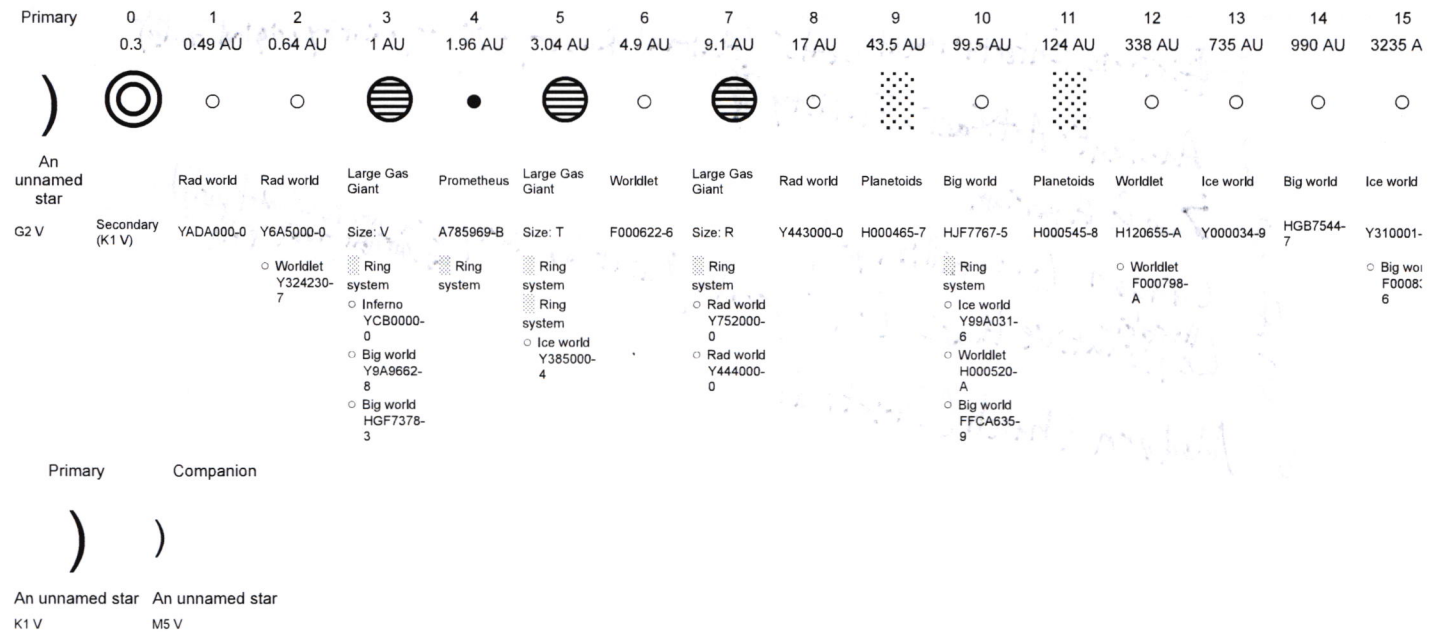 Primary 0 1 2 3 4 5 6 7 8 9 10 11 12 13 14 15
0.3 0.49 AU 0.64 AU 1 AU 1.96 AU 3.04 AU 4.9 AU 9.1 AU 17 AU 43.5 AU 99.5 AU 124 AU 338 AU 735 AU 990 AU 3235 A
An
unnamed
star
Rad world Rad world Large Gas Giant Prometheus Large Gas Giant Worldlet Large Gas Giant Rad world Planetoids Big world Planetoids Worldlet Ice world Big world Ice world
G2 V Secondary (K1 V) YADA000-0 Y6A5000-0 Size: V A785969-B Size: T F000622-6 Size: R Y443000-0 H000465-7 HJF7767-5 H000545-8 H120655-A Y000034-9 HGB7544-7 Y310001-
Worldlet
Y324230-
7
Ring
system
Inferno
YCB0000-
0
Big world
Y9A9662-
8
Big world
HGF7378-
3
Ring
system
Ring
system
Ring
system
Ice world
Y385000-
4
Ring
system
Rad world
Y752000-
0
Rad world
Y444000-
0
Ring
system
Ice world
Y99A031-
6
Worldlet
H000520-
A
Big world
FFCA635-
9
Worldlet
F000798-
A
Big wor
F0008
6
Primary Companion
An unnamed star An unnamed star
K1 V M5 V